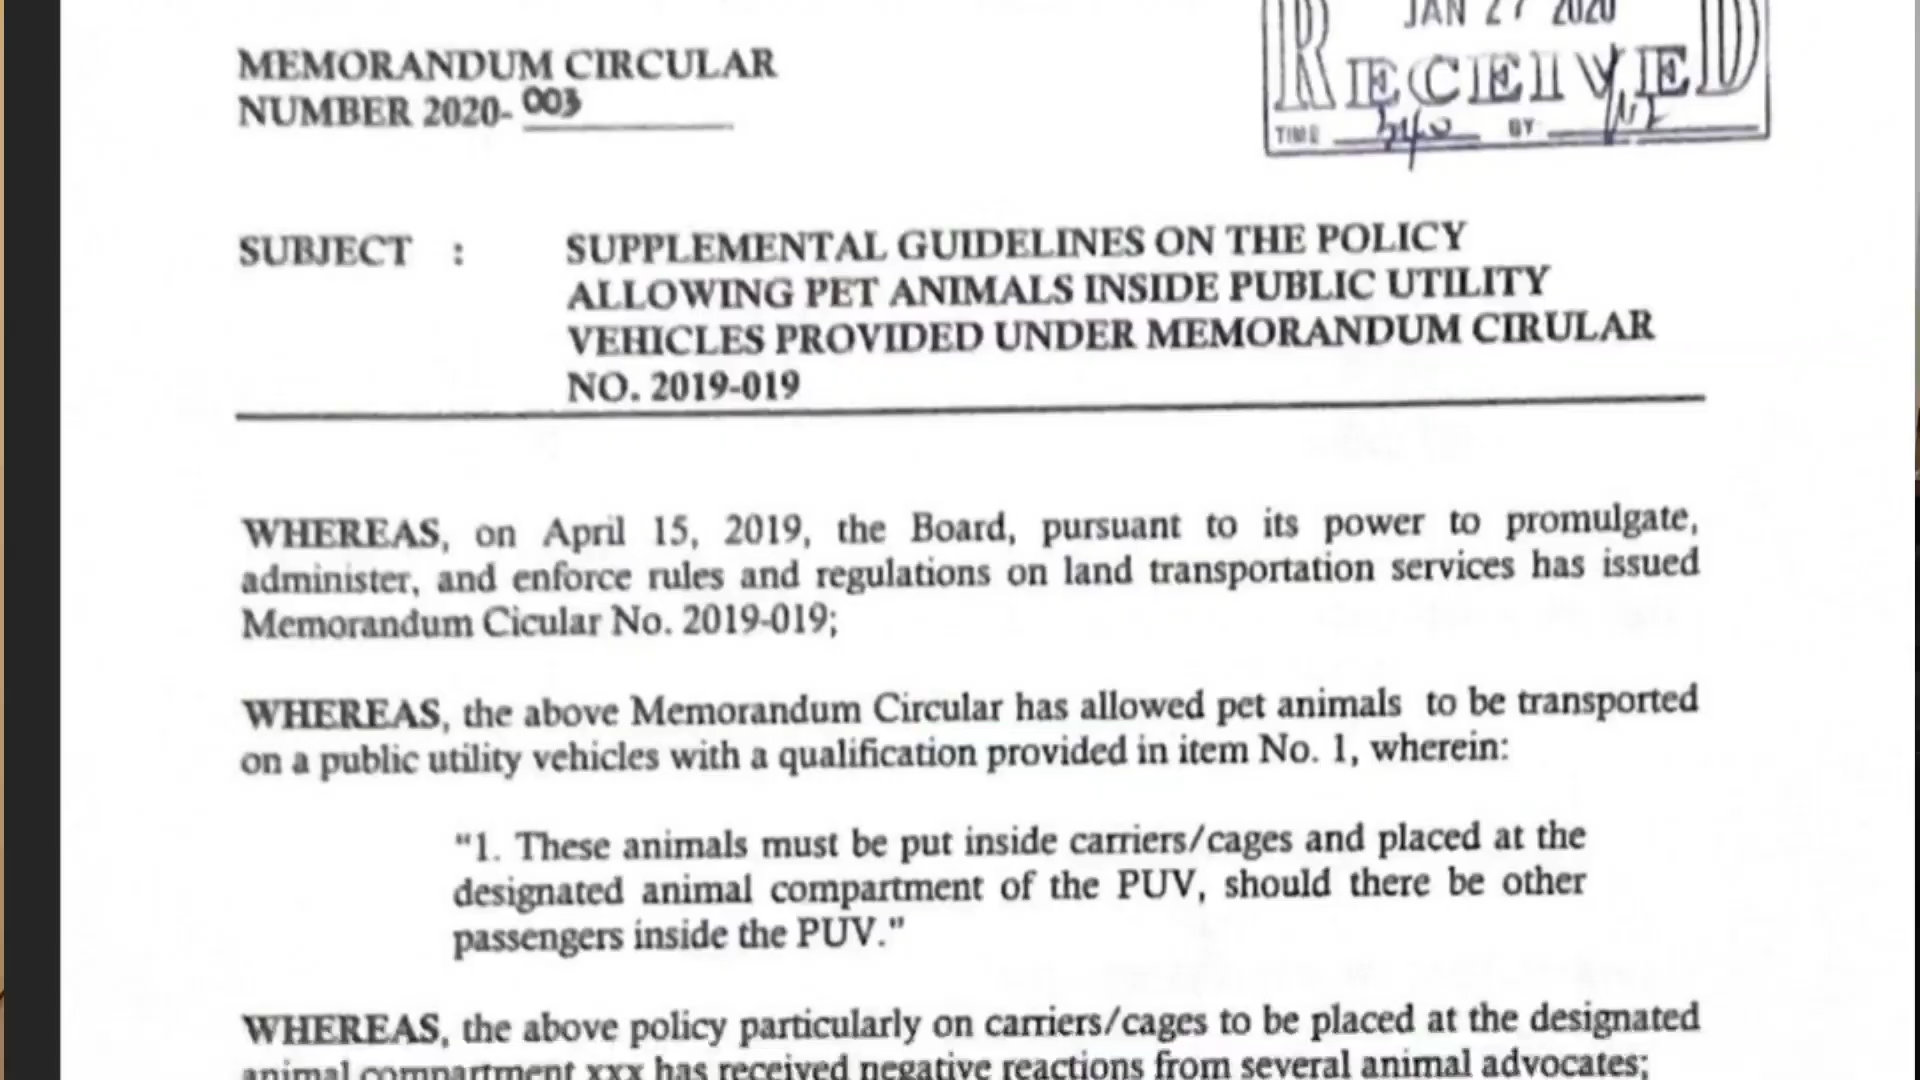 JAN 27 2020
RECEIVED
TIME BY
MEMORANDUM CIRCULAR
NUMBER 2020- 003
SUBJECT : SUPPLEMENTAL GUIDELINES ON THE POLICY
ALLOWING PET ANIMALS INSIDE PUBLIC UTILITY
VEHICLES PROVIDED UNDER MEMORANDUM CIRULAR
NO. 2019-019
WHEREAS, on April 15, 2019, the Board, pursuant to its power to promulgate,
administer, and enforce rules and regulations on land transportation services has issued
Memorandum Cicular No. 2019-019;
WHEREAS, the above Memorandum Circular has allowed pet animals to be transported
on a public utility vehicles with a qualification provided in item No. 1, wherein:
"1. These animals must be put inside carriers/cages and placed at the
designated animal compartment of the PUV, should there be other
passengers inside the PUV."
WHEREAS, the above policy particularly on carriers/cages to be placed at the designated
animal compartment xxx has received negative reactions from several animal advocates;